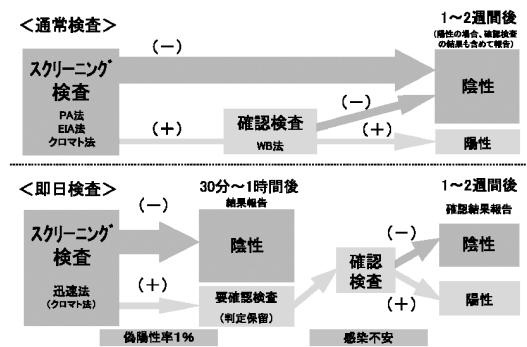 ＜通常検査＞
1～2週間後
(陽性の場合、確認検査
の結果も含めて報告)
スクリーニング
検査
PA法
EIA法
クロマト法
(－)
陰性
(＋)
確認検査
WB法
(－)
(＋)
陽性
＜即日検査＞
30分～1時間後
結果報告
1～2週間後
確認結果報告
スクリーニング
検査
迅速法
(クロマト法)
(－)
陰性
(＋)
要確認検査
(判定保留)
確認
検査
(－)
陰性
(＋)
陽性
偽陽性率1％
感染不安